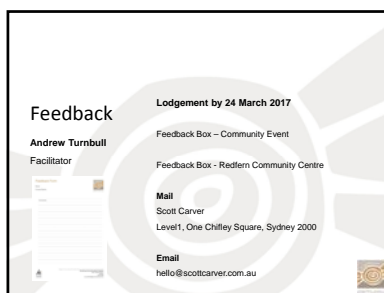 Feedback
Andrew Turnbull
Facilitator
Lodgement by 24 March 2017
Feedback Box – Community Event
Feedback Box - Redfern Community Centre
Mail
Scott Carver
Level1, One Chifley Square, Sydney 2000
Email
hello@scottcarver.com.au